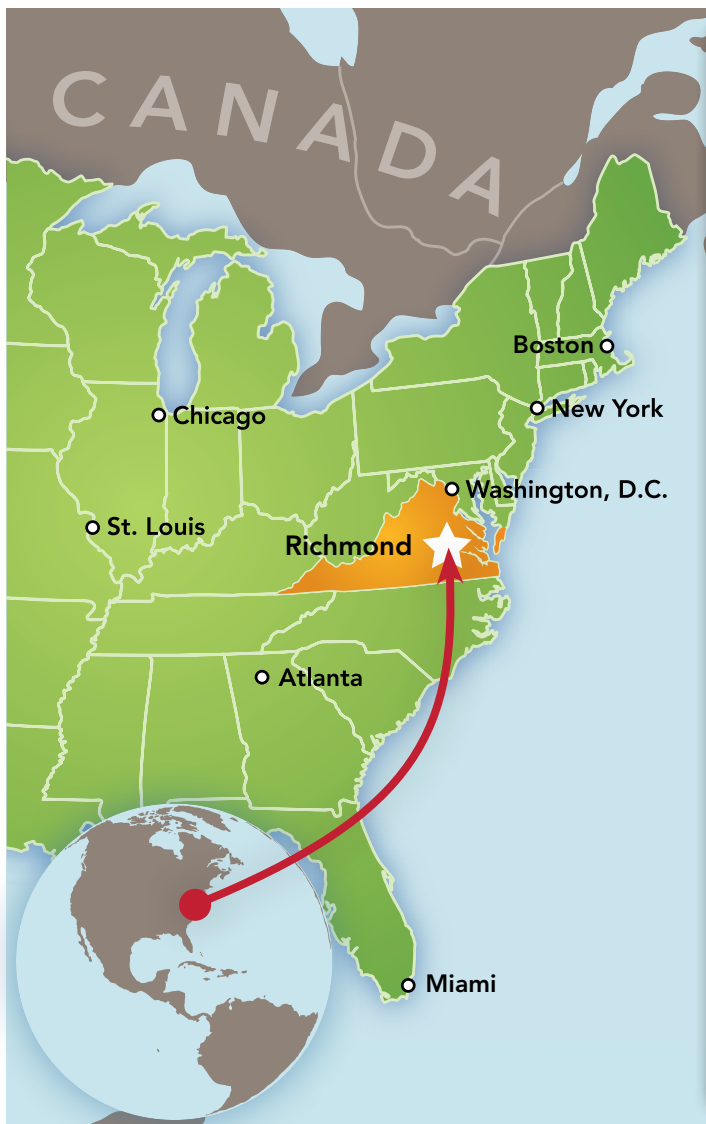 CANADA
Boston
New York
Chicago
Washington, D.C.
St. Louis
Richmond
Atlanta
Miami